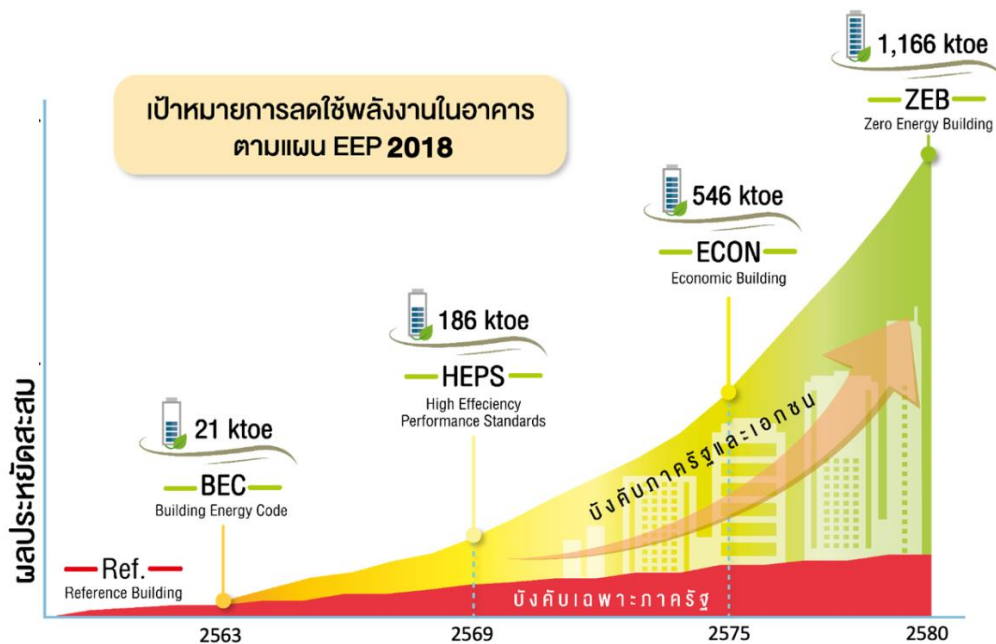 เป้าหมายการลดใช้พลังงานในอาคาร
ตามแผน EEP 2018
1,166 ktoe
ZEB
Zero Energy Building
546 ktoe
ECON
Economic Building
186 ktoe
HEPS
High Effeciency
Performance Standards
21 ktoe
BEC
Building Energy Code
Ref.
Reference Building
ผลประหยัดสะสม
บังคับภาครัฐและเอกชน
บังคับเฉพาะภาครัฐ
2563
2569
2575
2580